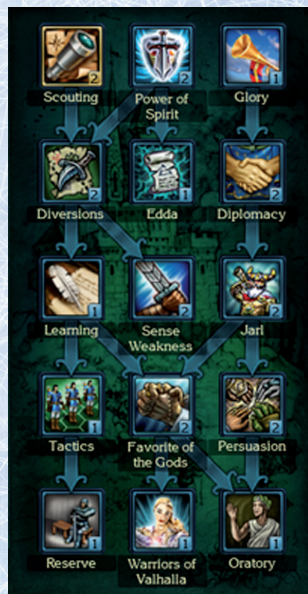 2 2 1
Scouting Power of Spirit Glory
2 1 2
Diversions Edda Diplomacy
1 2 2
Learning Sense Weakness Jarl
1 2 2
Tactics Favorite of the Gods Persuasion
1 1 1
Reserve Warriors of Valhalla Oratory